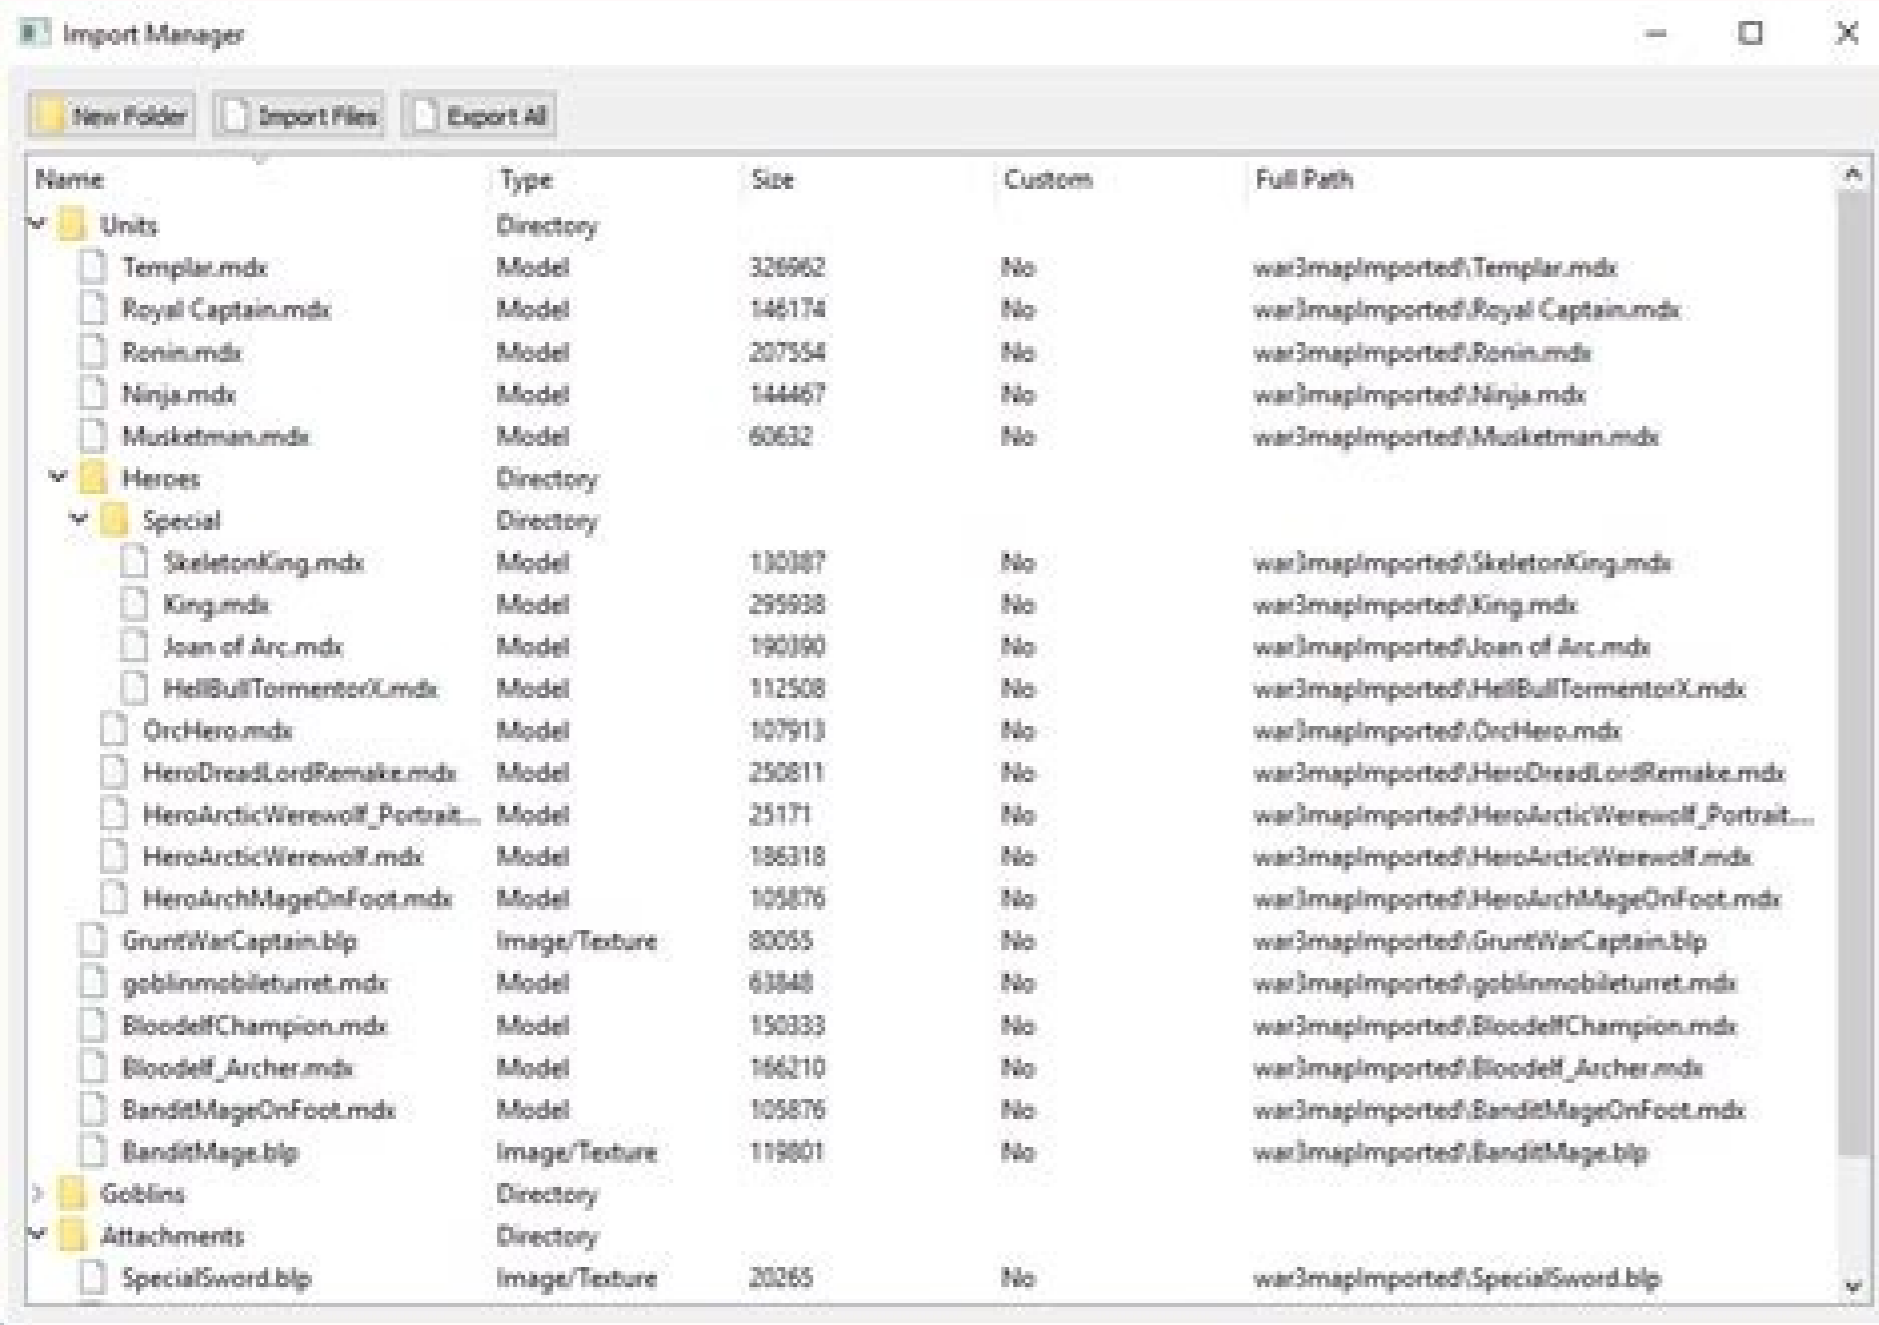 Import Manager
New Folder Import Files Export All
Name Type Size Custom Full Path
Units Directory
Templar.mdx Model 326962 No war3mapImported\Templar.mdx
Royal Captain.mdx Model 146174 No war3mapImported\Royal Captain.mdx
Ronin.mdx Model 207554 No war3mapImported\Ronin.mdx
Ninja.mdx Model 144467 No war3mapImported\Ninja.mdx
Musketman.mdx Model 60632 No war3mapImported\Musketman.mdx
Heroes Directory
Special Directory
SkeletonKing.mdx Model 130387 No war3mapImported\SkeletonKing.mdx
King.mdx Model 295938 No war3mapImported\King.mdx
Joan of Arc.mdx Model 190390 No war3mapImported\Joan of Arc.mdx
HellBullTormentorX.mdx Model 112508 No war3mapImported\HellBullTormentorX.mdx
OrcHero.mdx Model 107913 No war3mapImported\OrcHero.mdx
HeroDreadLordRemake.mdx Model 250811 No war3mapImported\HeroDreadLordRemake.mdx
HeroArcticWerewolf_Portrait.... Model 25171 No war3mapImported\HeroArcticWerewolf_Portrait....
HeroArcticWerewolf.mdx Model 186318 No war3mapImported\HeroArcticWerewolf.mdx
HeroArchMageOnFoot.mdx Model 105876 No war3mapImported\HeroArchMageOnFoot.mdx
GruntWarCaptain.blp Image/Texture 80055 No war3mapImported\GruntWarCaptain.blp
goblinmobileturret.mdx Model 63848 No war3mapImported\goblinmobileturret.mdx
BloodelfChampion.mdx Model 150333 No war3mapImported\BloodelfChampion.mdx
Bloodelf_Archer.mdx Model 166210 No war3mapImported\Bloodelf_Archer.mdx
BanditMageOnFoot.mdx Model 105876 No war3mapImported\BanditMageOnFoot.mdx
BanditMage.blp Image/Texture 119801 No war3mapImported\BanditMage.blp
Goblins Directory
Attachments Directory
SpecialSword.blp Image/Texture 20265 No war3mapImported\SpecialSword.blp